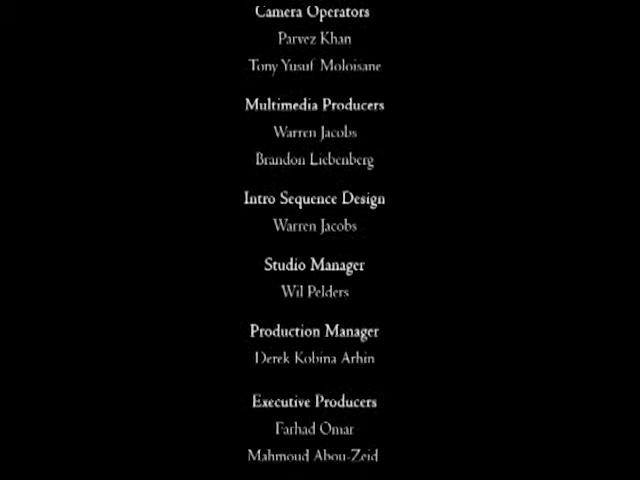 Camera Operators
Parvez Khan
Tony Yusuf Moloisane
Multimedia Producers
Warren Jacobs
Brandon Liebenberg
Intro Sequence Design
Warren Jacobs
Studio Manager
Wil Pelders
Production Manager
Derek Kobina Arhin
Executive Producers
Farhad Omar
Mahmoud Abou-Zeid